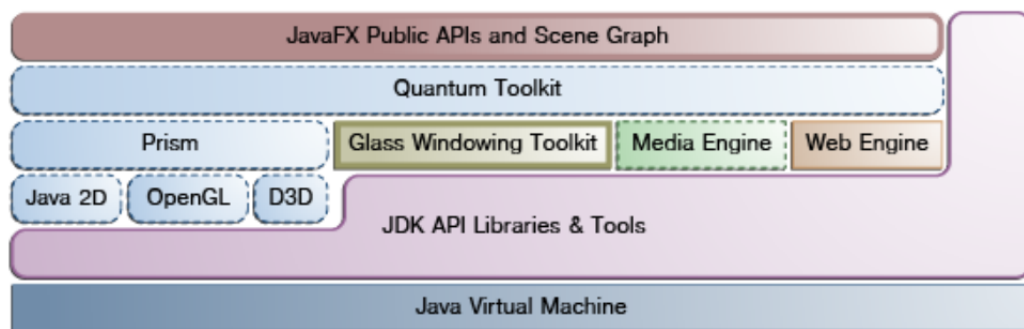 JavaFX Public APIs and Scene Graph
Quantum Toolkit
Prism
Glass Windowing Toolkit
Media Engine
Web Engine
Java 2D
OpenGL
D3D
JDK API Libraries & Tools
Java Virtual Machine